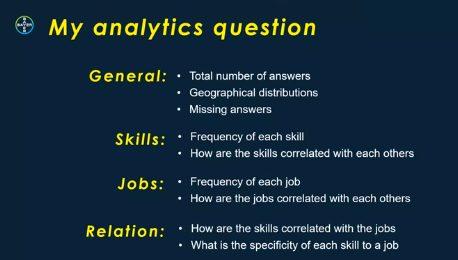 BAYER
My analytics question
General:
• Total number of answers
• Geographical distributions
• Missing answers
Skills:
• Frequency of each skill
• How are the skills correlated with each others
Jobs:
• Frequency of each job
• How are the jobs correlated with each others
Relation:
• How are the skills correlated with the jobs
• What is the specificity of each skill to a job